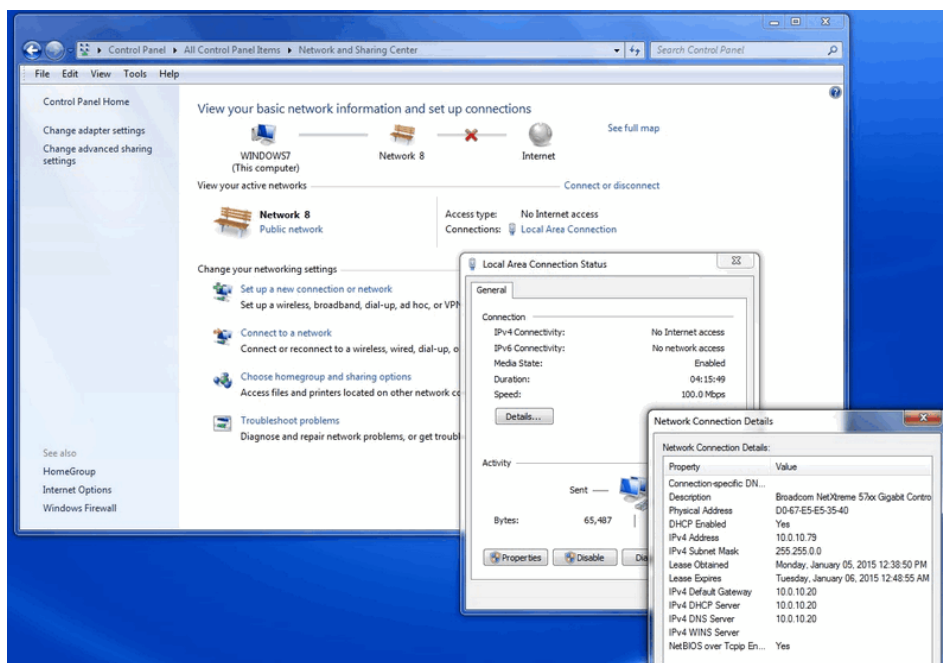 Control Panel ▸ All Control Panel Items ▸ Network and Sharing Center
Search Control Panel
File Edit View Tools Help
Control Panel Home
Change adapter settings
Change advanced sharing
settings
See also
HomeGroup
Internet Options
Windows Firewall
View your basic network information and set up connections
See full map
WINDOWS7
(This computer)
Network 8
Internet
View your active networks
Connect or disconnect
Network 8
Public network
Access type: No Internet access
Connections: Local Area Connection
Change your networking settings
Set up a new connection or network
Set up a wireless, broadband, dial-up, ad hoc, or VPN
Connect to a network
Connect or reconnect to a wireless, wired, dial-up, o
Choose homegroup and sharing options
Access files and printers located on other network co
Troubleshoot problems
Diagnose and repair network problems, or get troubl
Local Area Connection Status
General
Connection
IPv4 Connectivity: No Internet access
IPv6 Connectivity: No network access
Media State: Enabled
Duration: 04:15:49
Speed: 100.0 Mbps
Details...
Activity
Sent
Bytes: 65,487
Properties Disable Dia
Network Connection Details
Network Connection Details:
Property Value
Connection-specific DN...
Description Broadcom NetXtreme 57xx Gigabit Contro
Physical Address D0-67-E5-E5-35-40
DHCP Enabled Yes
IPv4 Address 10.0.10.79
IPv4 Subnet Mask 255.255.0.0
Lease Obtained Monday, January 05, 2015 12:38:50 PM
Lease Expires Tuesday, January 06, 2015 12:48:55 AM
IPv4 Default Gateway 10.0.10.20
IPv4 DHCP Server 10.0.10.20
IPv4 DNS Server 10.0.10.20
IPv4 WINS Server
NetBIOS over Tcpip En... Yes